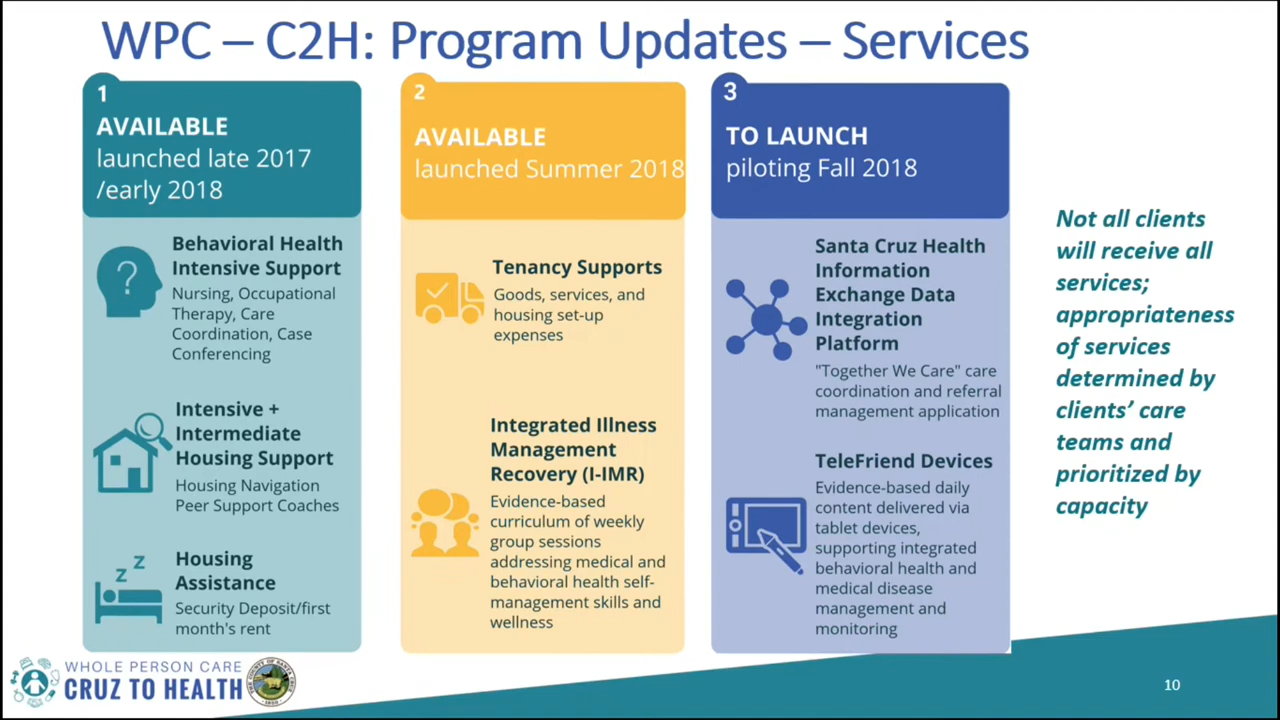 WPC – C2H: Program Updates – Services
1
AVAILABLE
launched late 2017
/early 2018
Behavioral Health
Intensive Support
Nursing, Occupational
Therapy, Care
Coordination, Case
Conferencing
Intensive +
Intermediate
Housing Support
Housing Navigation
Peer Support Coaches
z z
Housing
Assistance
Security Deposit/first
month's rent
2
AVAILABLE
launched Summer 2018
Tenancy Supports
Goods, services, and
housing set-up
expenses
Integrated Illness
Management
Recovery (I-IMR)
Evidence-based
curriculum of weekly
group sessions
addressing medical and
behavioral health self-
management skills and
wellness
3
TO LAUNCH
piloting Fall 2018
Santa Cruz Health
Information
Exchange Data
Integration
Platform
"Together We Care" care
coordination and referral
management application
TeleFriend Devices
Evidence-based daily
content delivered via
tablet devices,
supporting integrated
behavioral health and
medical disease
management and
monitoring
Not all clients
will receive all
services;
appropriateness
of services
determined by
clients’ care
teams and
prioritized by
capacity
?
WHOLE PERSON CARE
CRUZ TO HEALTH
10